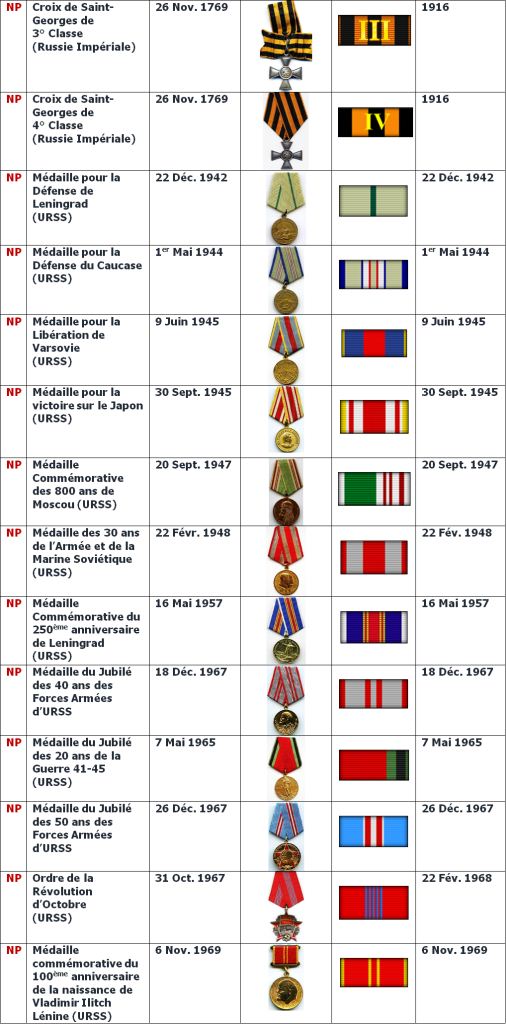 NP Croix de Saint- 26 Nov. 1769 1916
Georges de
3° Classe
(Russie Impériale)
III
NP Croix de Saint- 26 Nov. 1769 1916
Georges de
4° Classe
(Russie Impériale)
IV
NP Médaille pour la 22 Déc. 1942 22 Déc. 1942
Défense de
Leningrad
(URSS)
NP Médaille pour la 1er Mai 1944 1er Mai 1944
Défense du Caucase
(URSS)
NP Médaille pour la 9 Juin 1945 9 Juin 1945
Libération de
Varsovie
(URSS)
NP Médaille pour la 30 Sept. 1945 30 Sept. 1945
victoire sur le Japon
(URSS)
NP Médaille 20 Sept. 1947 20 Sept. 1947
Commémorative
des 800 ans de
Moscou (URSS)
NP Médaille des 30 ans 22 Févr. 1948 22 Fév. 1948
de l'Armée et de la
Marine Soviétique
(URSS)
NP Médaille 16 Mai 1957 16 Mai 1957
Commémorative du
250ème anniversaire
de Leningrad
(URSS)
NP Médaille du Jubilé 18 Déc. 1967 18 Déc. 1967
des 40 ans des
Forces Armées
d'URSS
NP Médaille du Jubilé 7 Mai 1965 7 Mai 1965
des 20 ans de la
Guerre 41-45
(URSS)
NP Médaille du Jubilé 26 Déc. 1967 26 Déc. 1967
des 50 ans des
Forces Armées
d'URSS
NP Ordre de la 31 Oct. 1967 22 Fév. 1968
Révolution
d'Octobre
(URSS)
NP Médaille 6 Nov. 1969 6 Nov. 1969
commémorative du
100ème anniversaire
de la naissance de
Vladimir Ilitch
Lénine (URSS)